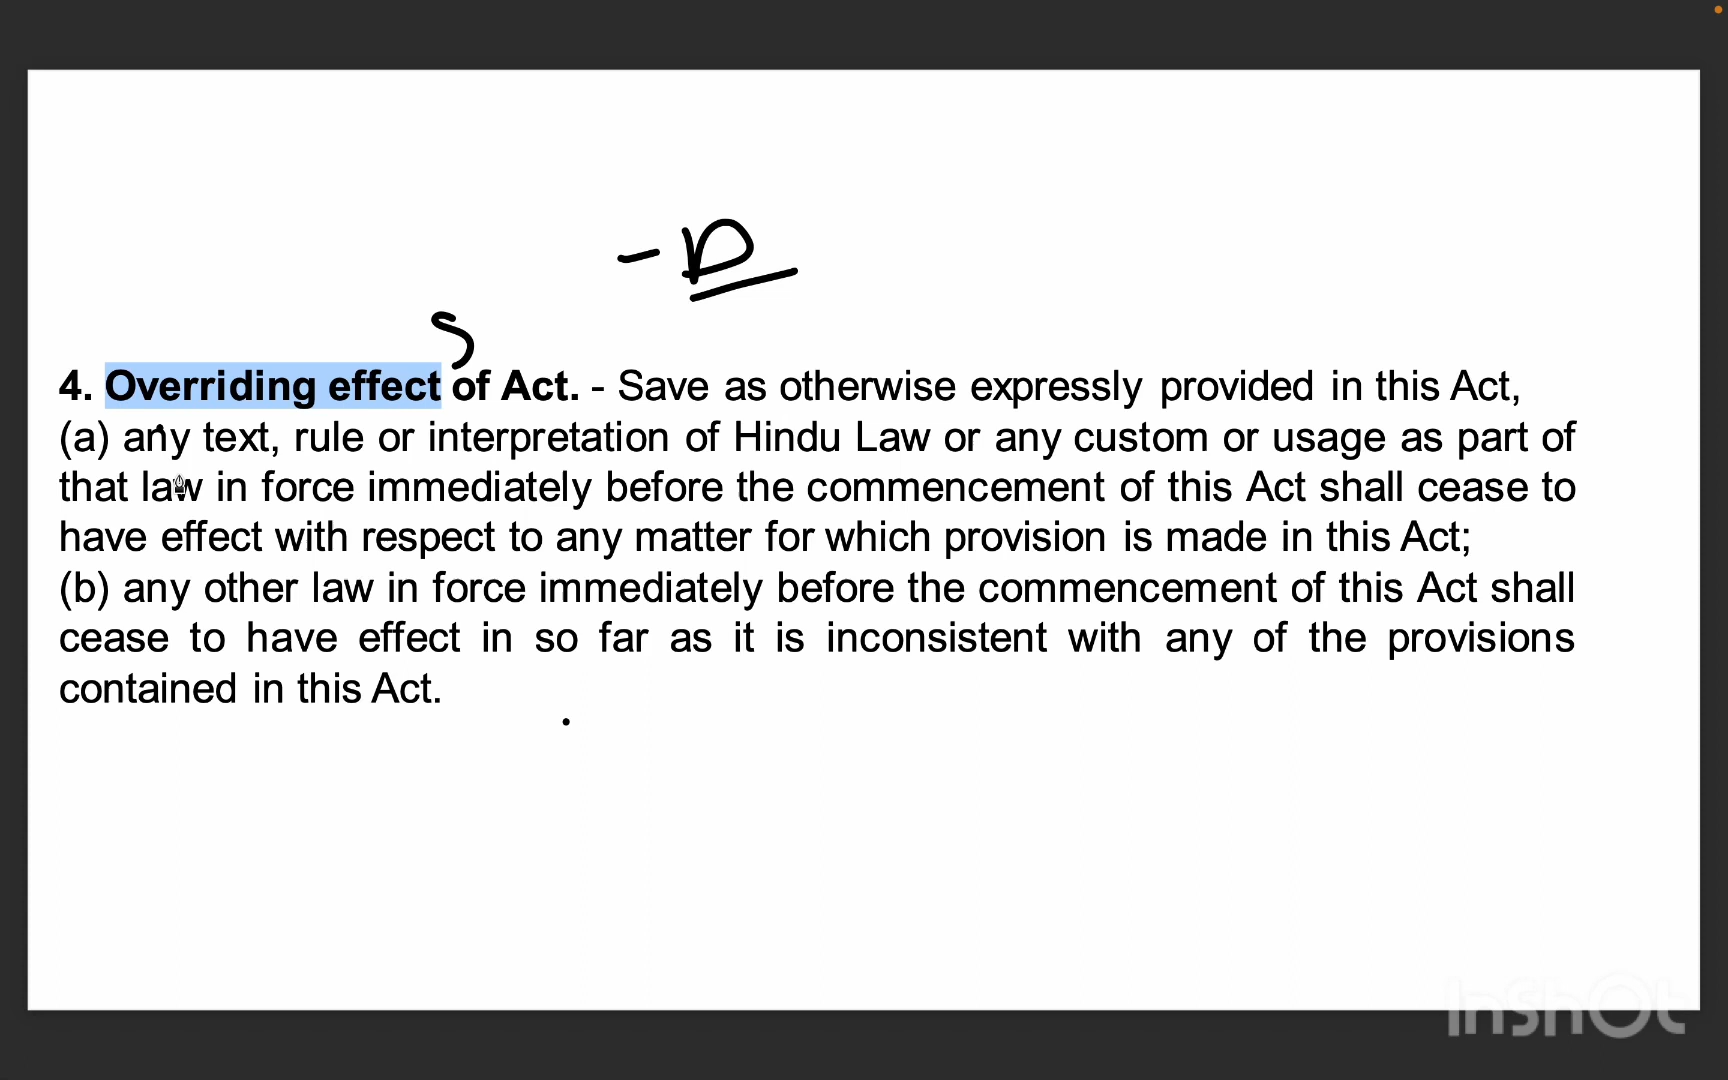 - D
S
4. Overriding effect of Act. - Save as otherwise expressly provided in this Act,
(a) any text, rule or interpretation of Hindu Law or any custom or usage as part of
that law in force immediately before the commencement of this Act shall cease to
have effect with respect to any matter for which provision is made in this Act;
(b) any other law in force immediately before the commencement of this Act shall
cease to have effect in so far as it is inconsistent with any of the provisions
contained in this Act.
InShOt